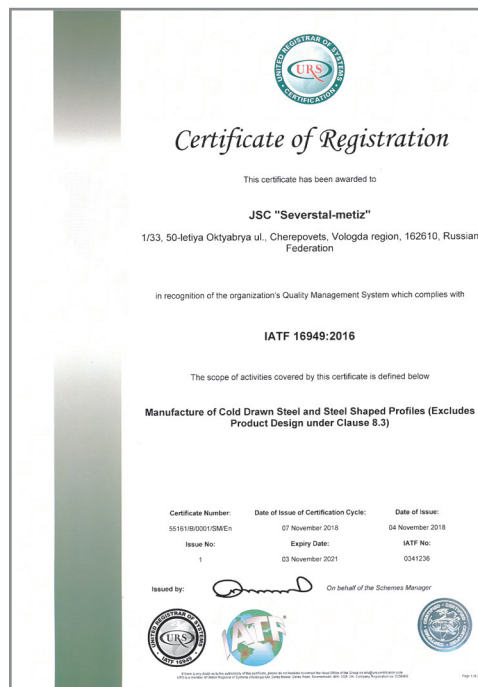 UNITED REGISTRAR OF SYSTEMS
URS
CERTIFICATION
Certificate of Registration
This certificate has been awarded to
JSC "Severstal-metiz"
1/33, 50-letiya Oktyabrya ul., Cherepovets, Vologda region, 162610, Russian
Federation
in recognition of the organization's Quality Management System which complies with
IATF 16949:2016
The scope of activities covered by this certificate is defined below
Manufacture of Cold Drawn Steel and Steel Shaped Profiles (Excludes
Product Design under Clause 8.3)
Certificate Number: Date of Issue of Certification Cycle: Date of Issue:
55161/B/0001/SM/En 07 November 2018 04 November 2018
Issue No: Expiry Date: IATF No:
1 03 November 2021 0341236
Issued by: On behalf of the Schemes Manager
UNITED REGISTRAR OF SYSTEMS
URS
IATF 16949
IATF